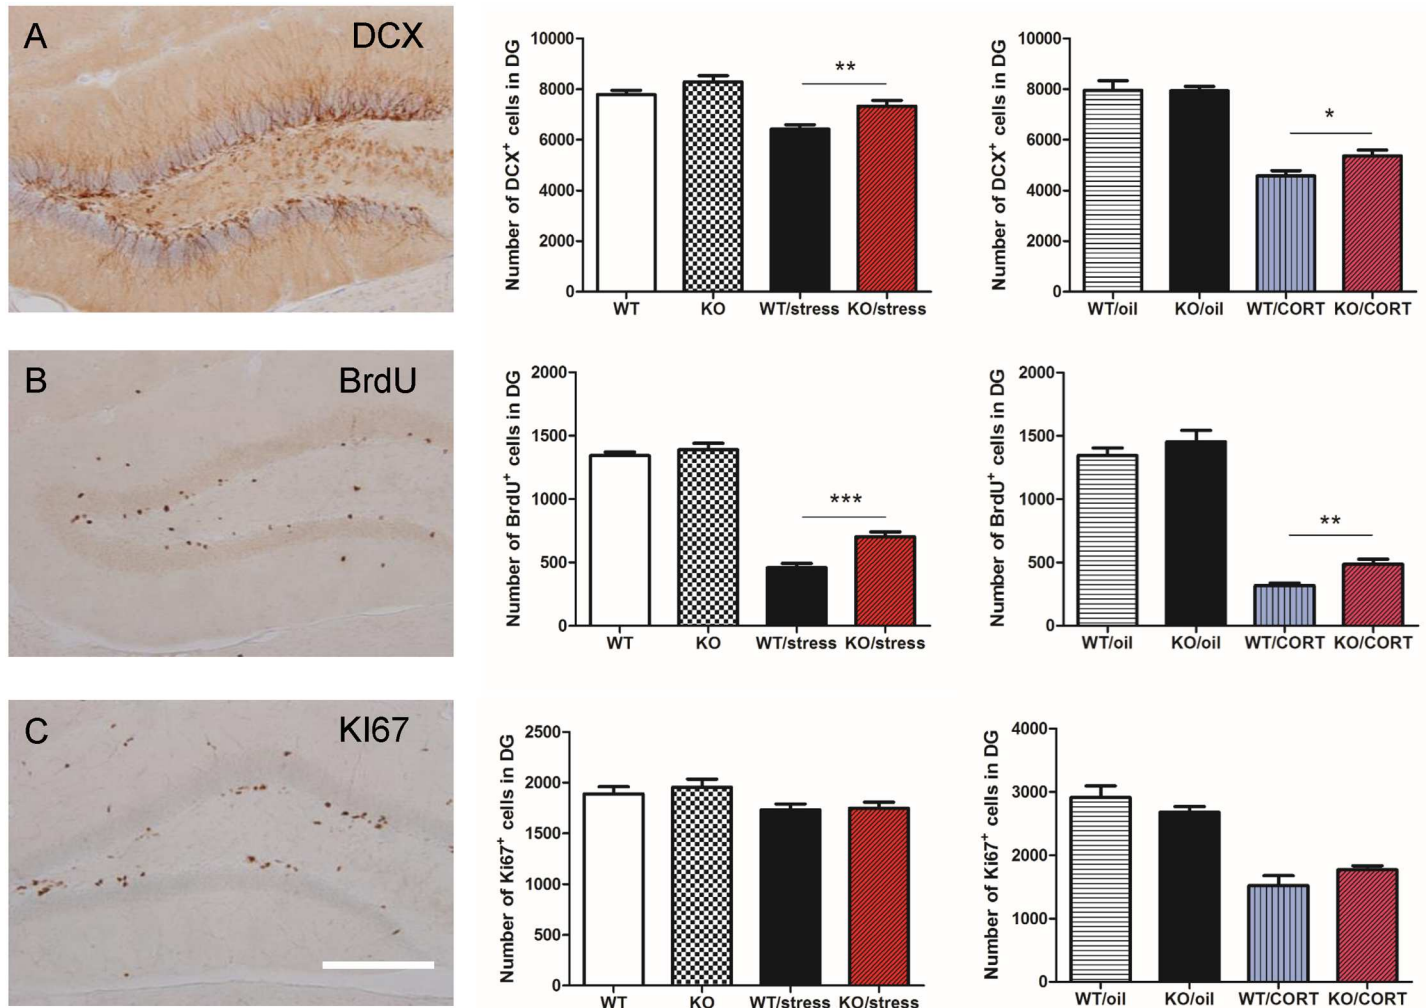 A DCX
Number of DCX+ cells in DG
10000
8000
6000
4000
2000
0
**
WT KO WT/stress KO/stress
Number of DCX+ cells in DG
10000
8000
6000
4000
2000
0
*
WT/oil KO/oil WT/CORT KO/CORT
B BrdU
Number of BrdU+ cells in DG
2000
1500
1000
500
0
***
WT KO WT/stress KO/stress
Number of BrdU+ cells in DG
2000
1500
1000
500
0
**
WT/oil KO/oil WT/CORT KO/CORT
C KI67
Number of Ki67+ cells in DG
2500
2000
1500
1000
500
0
WT KO WT/stress KO/stress
Number of Ki67+ cells in DG
4000
3000
2000
1000
0
WT/oil KO/oil WT/CORT KO/CORT